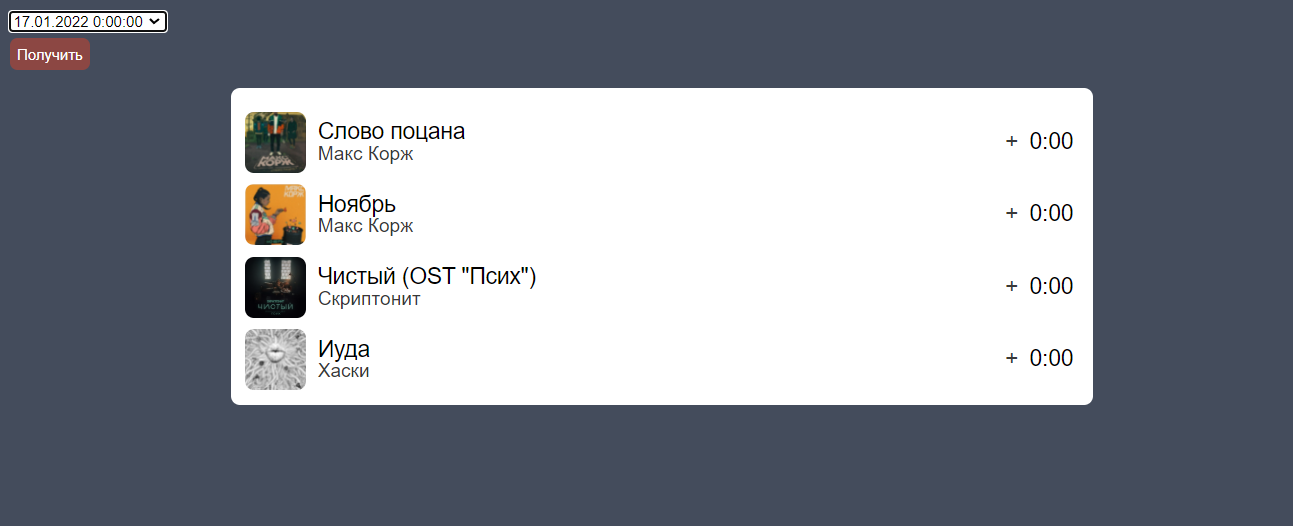 17.01.2022 0:00:00
Получить
Слово поцана
Макс Корж
+ 0:00
Ноябрь
Макс Корж
+ 0:00
Чистый (OST "Псих")
Скриптонит
+ 0:00
ЧИСТЫЙ
Иуда
Хаски
+ 0:00